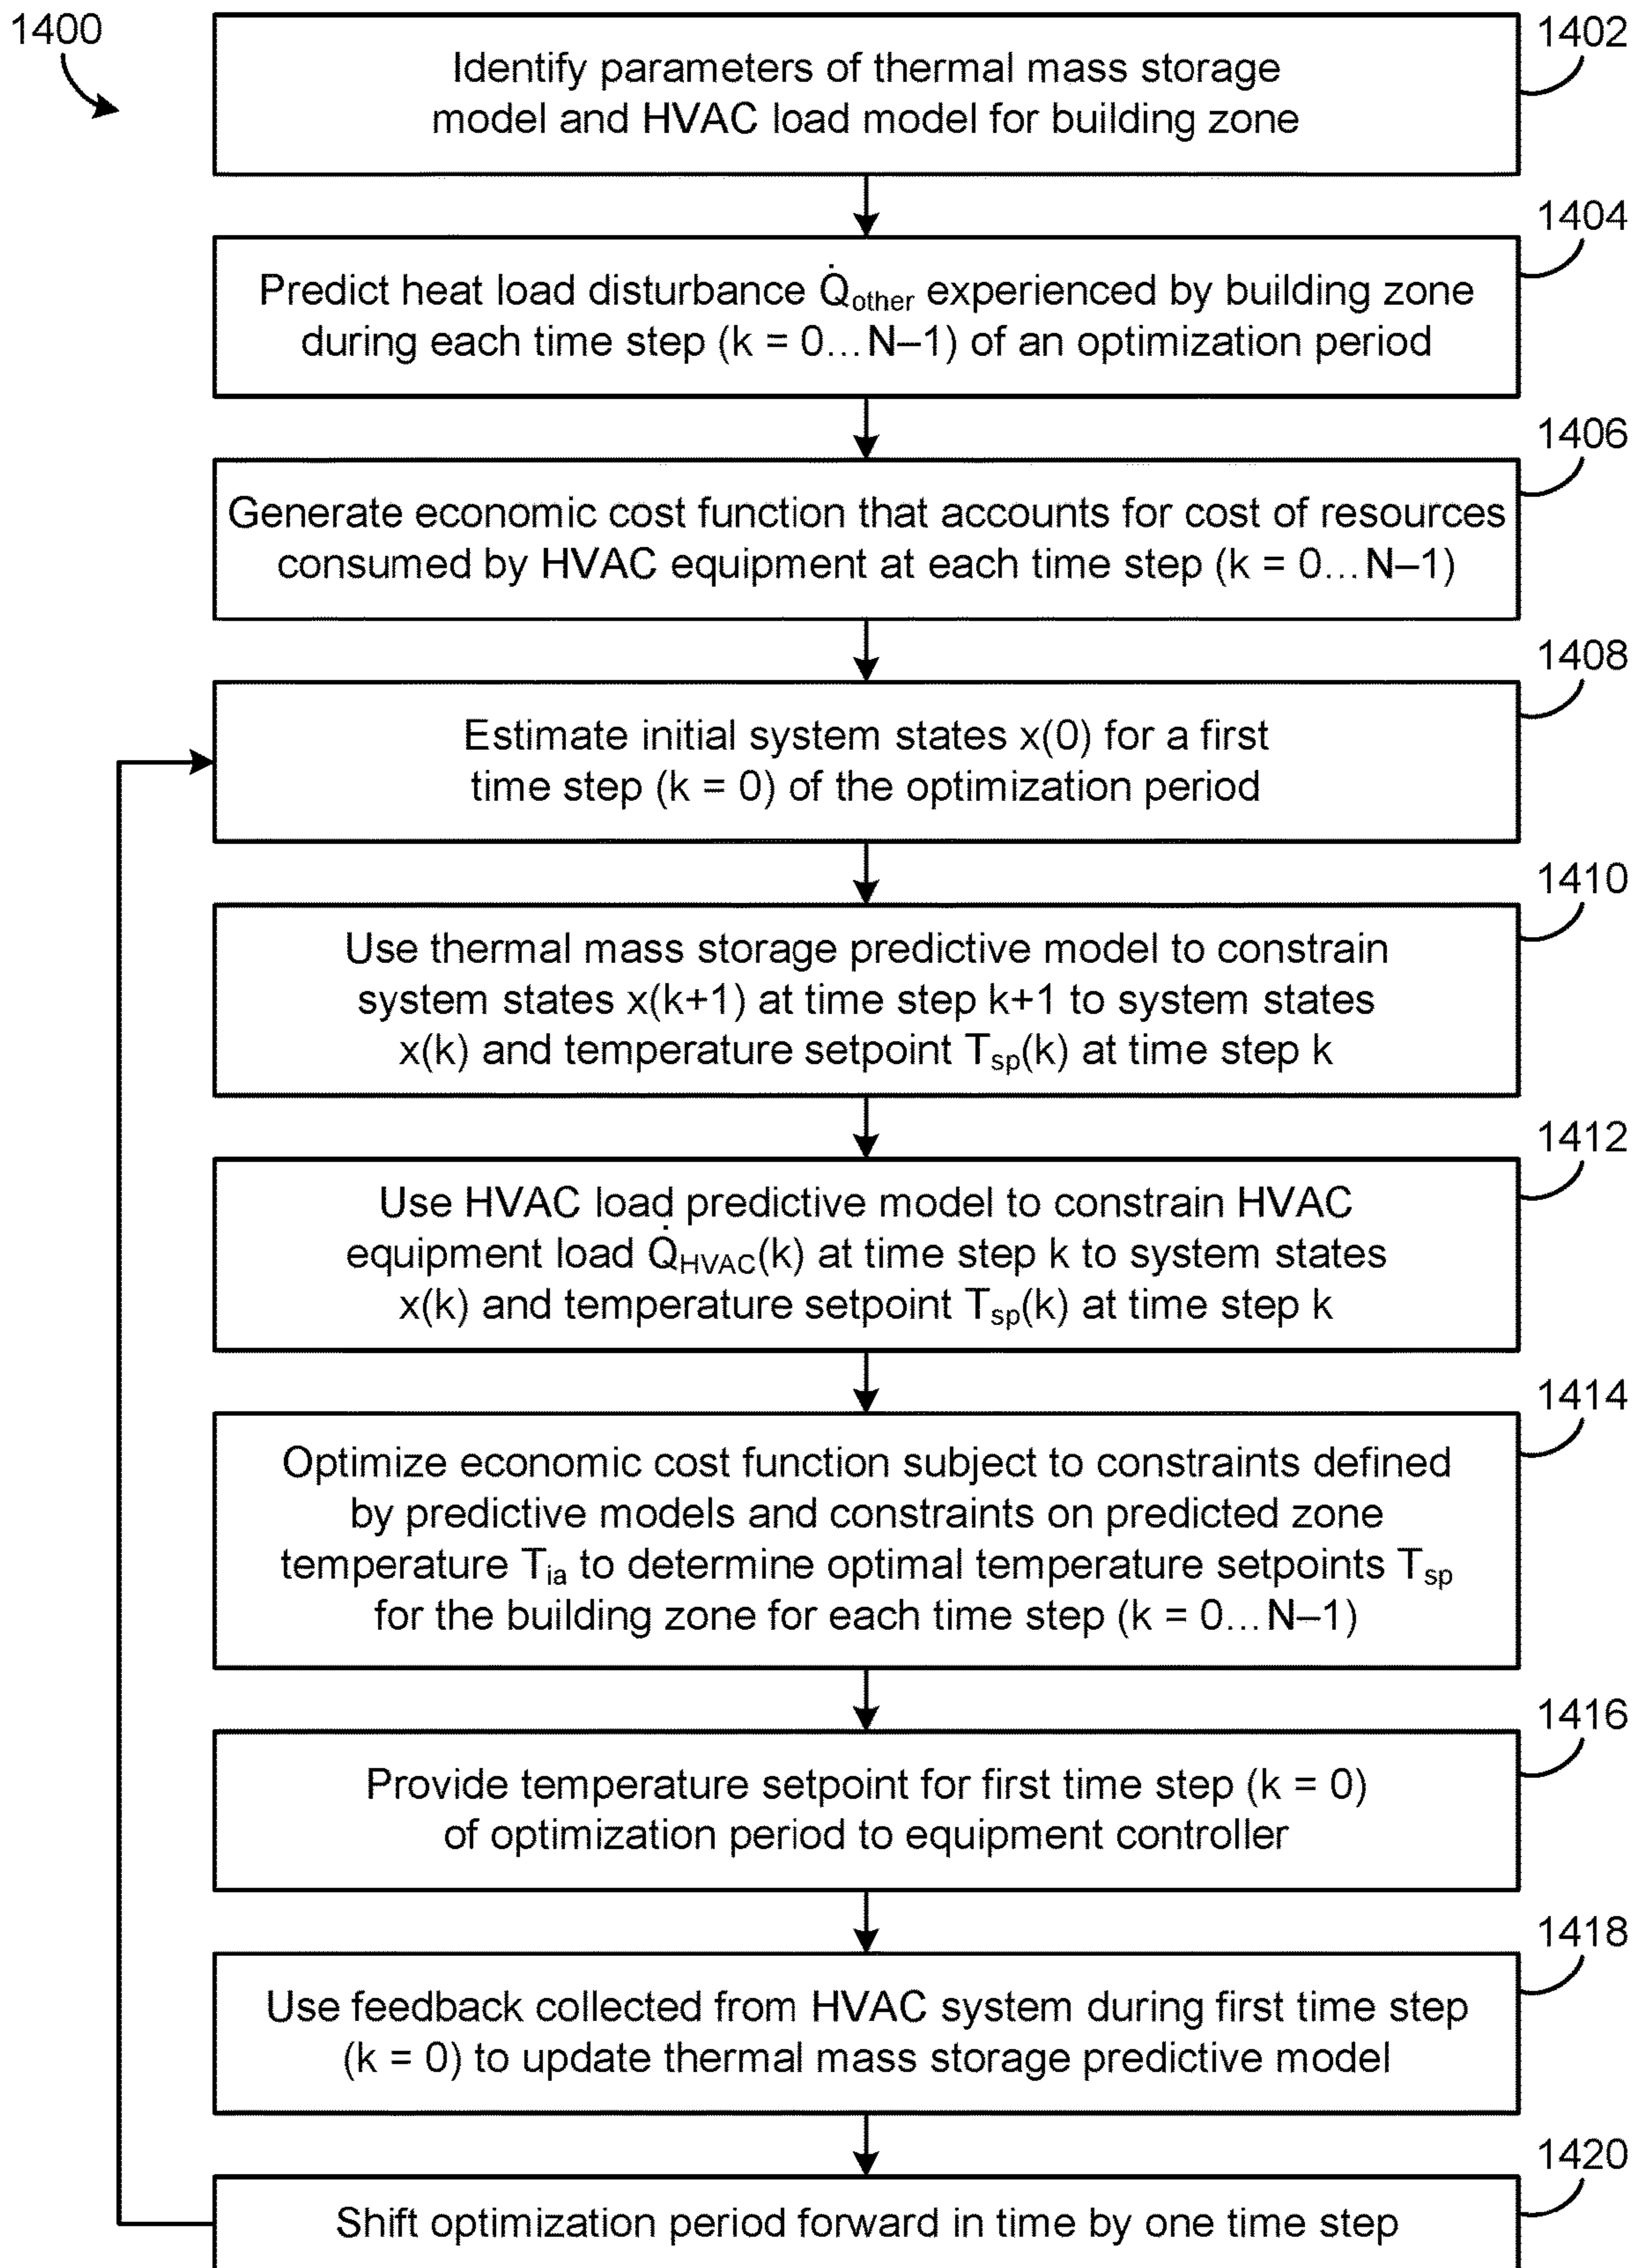 1400
1402
Identify parameters of thermal mass storage
model and HVAC load model for building zone
1404
Predict heat load disturbance Q̇other experienced by building zone
during each time step (k = 0...N–1) of an optimization period
1406
Generate economic cost function that accounts for cost of resources
consumed by HVAC equipment at each time step (k = 0...N–1)
1408
Estimate initial system states x(0) for a first
time step (k = 0) of the optimization period
1410
Use thermal mass storage predictive model to constrain
system states x(k+1) at time step k+1 to system states
x(k) and temperature setpoint Tsp(k) at time step k
1412
Use HVAC load predictive model to constrain HVAC
equipment load Q̇HVAC(k) at time step k to system states
x(k) and temperature setpoint Tsp(k) at time step k
1414
Optimize economic cost function subject to constraints defined
by predictive models and constraints on predicted zone
temperature Tia to determine optimal temperature setpoints Tsp
for the building zone for each time step (k = 0...N–1)
1416
Provide temperature setpoint for first time step (k = 0)
of optimization period to equipment controller
1418
Use feedback collected from HVAC system during first time step
(k = 0) to update thermal mass storage predictive model
1420
Shift optimization period forward in time by one time step